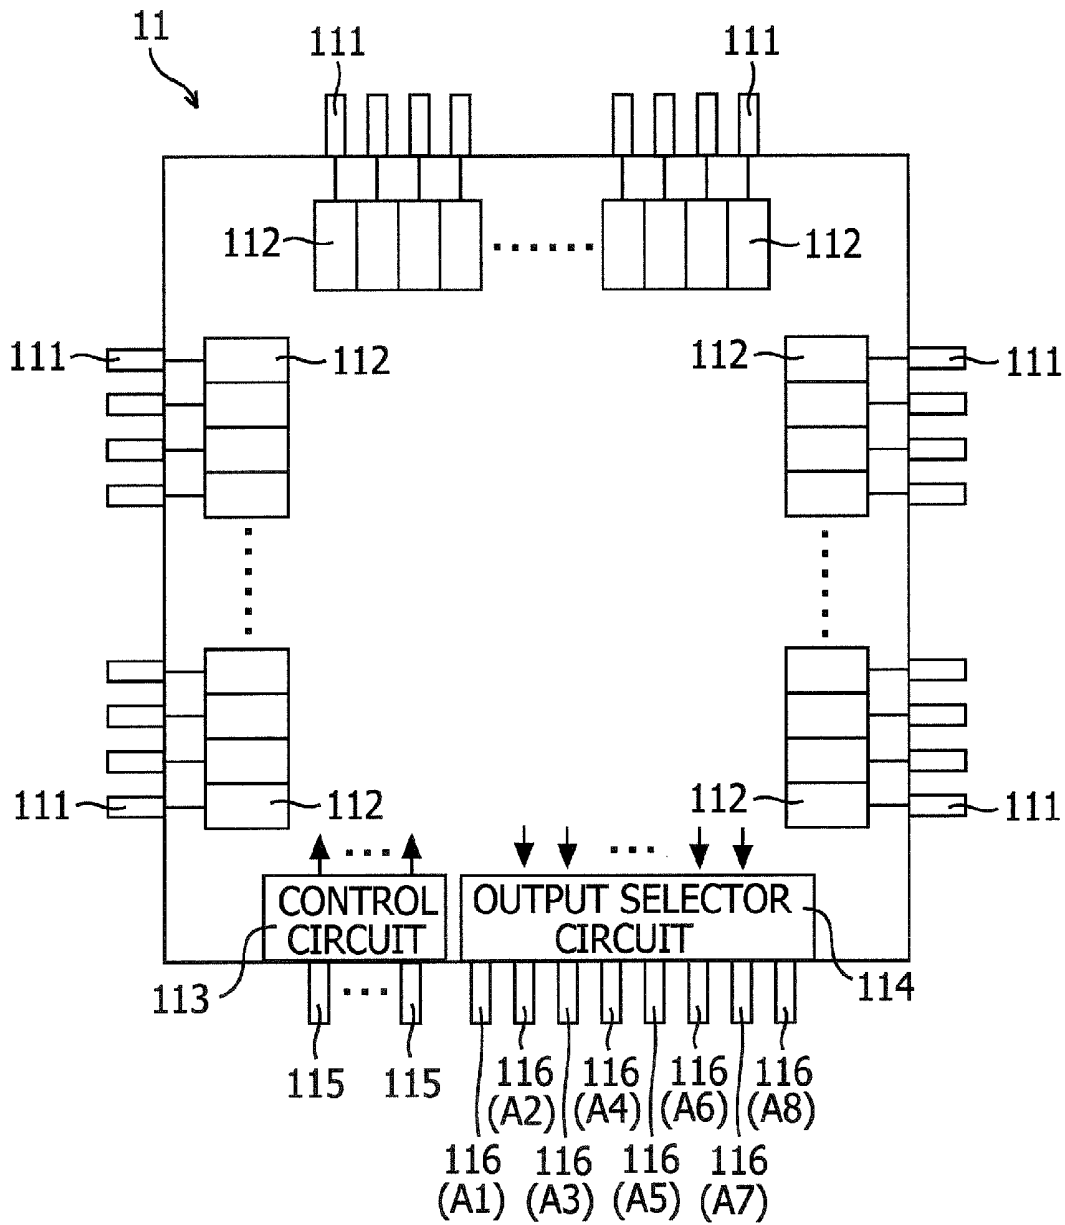 11
111
111
112
112
111
112
112
111
111
112
112
111
CONTROL
CIRCUIT
OUTPUT SELECTOR
CIRCUIT
113
114
115
115
116
(A2)
116
(A4)
116
(A6)
116
(A8)
116
(A1)
116
(A3)
116
(A5)
116
(A7)